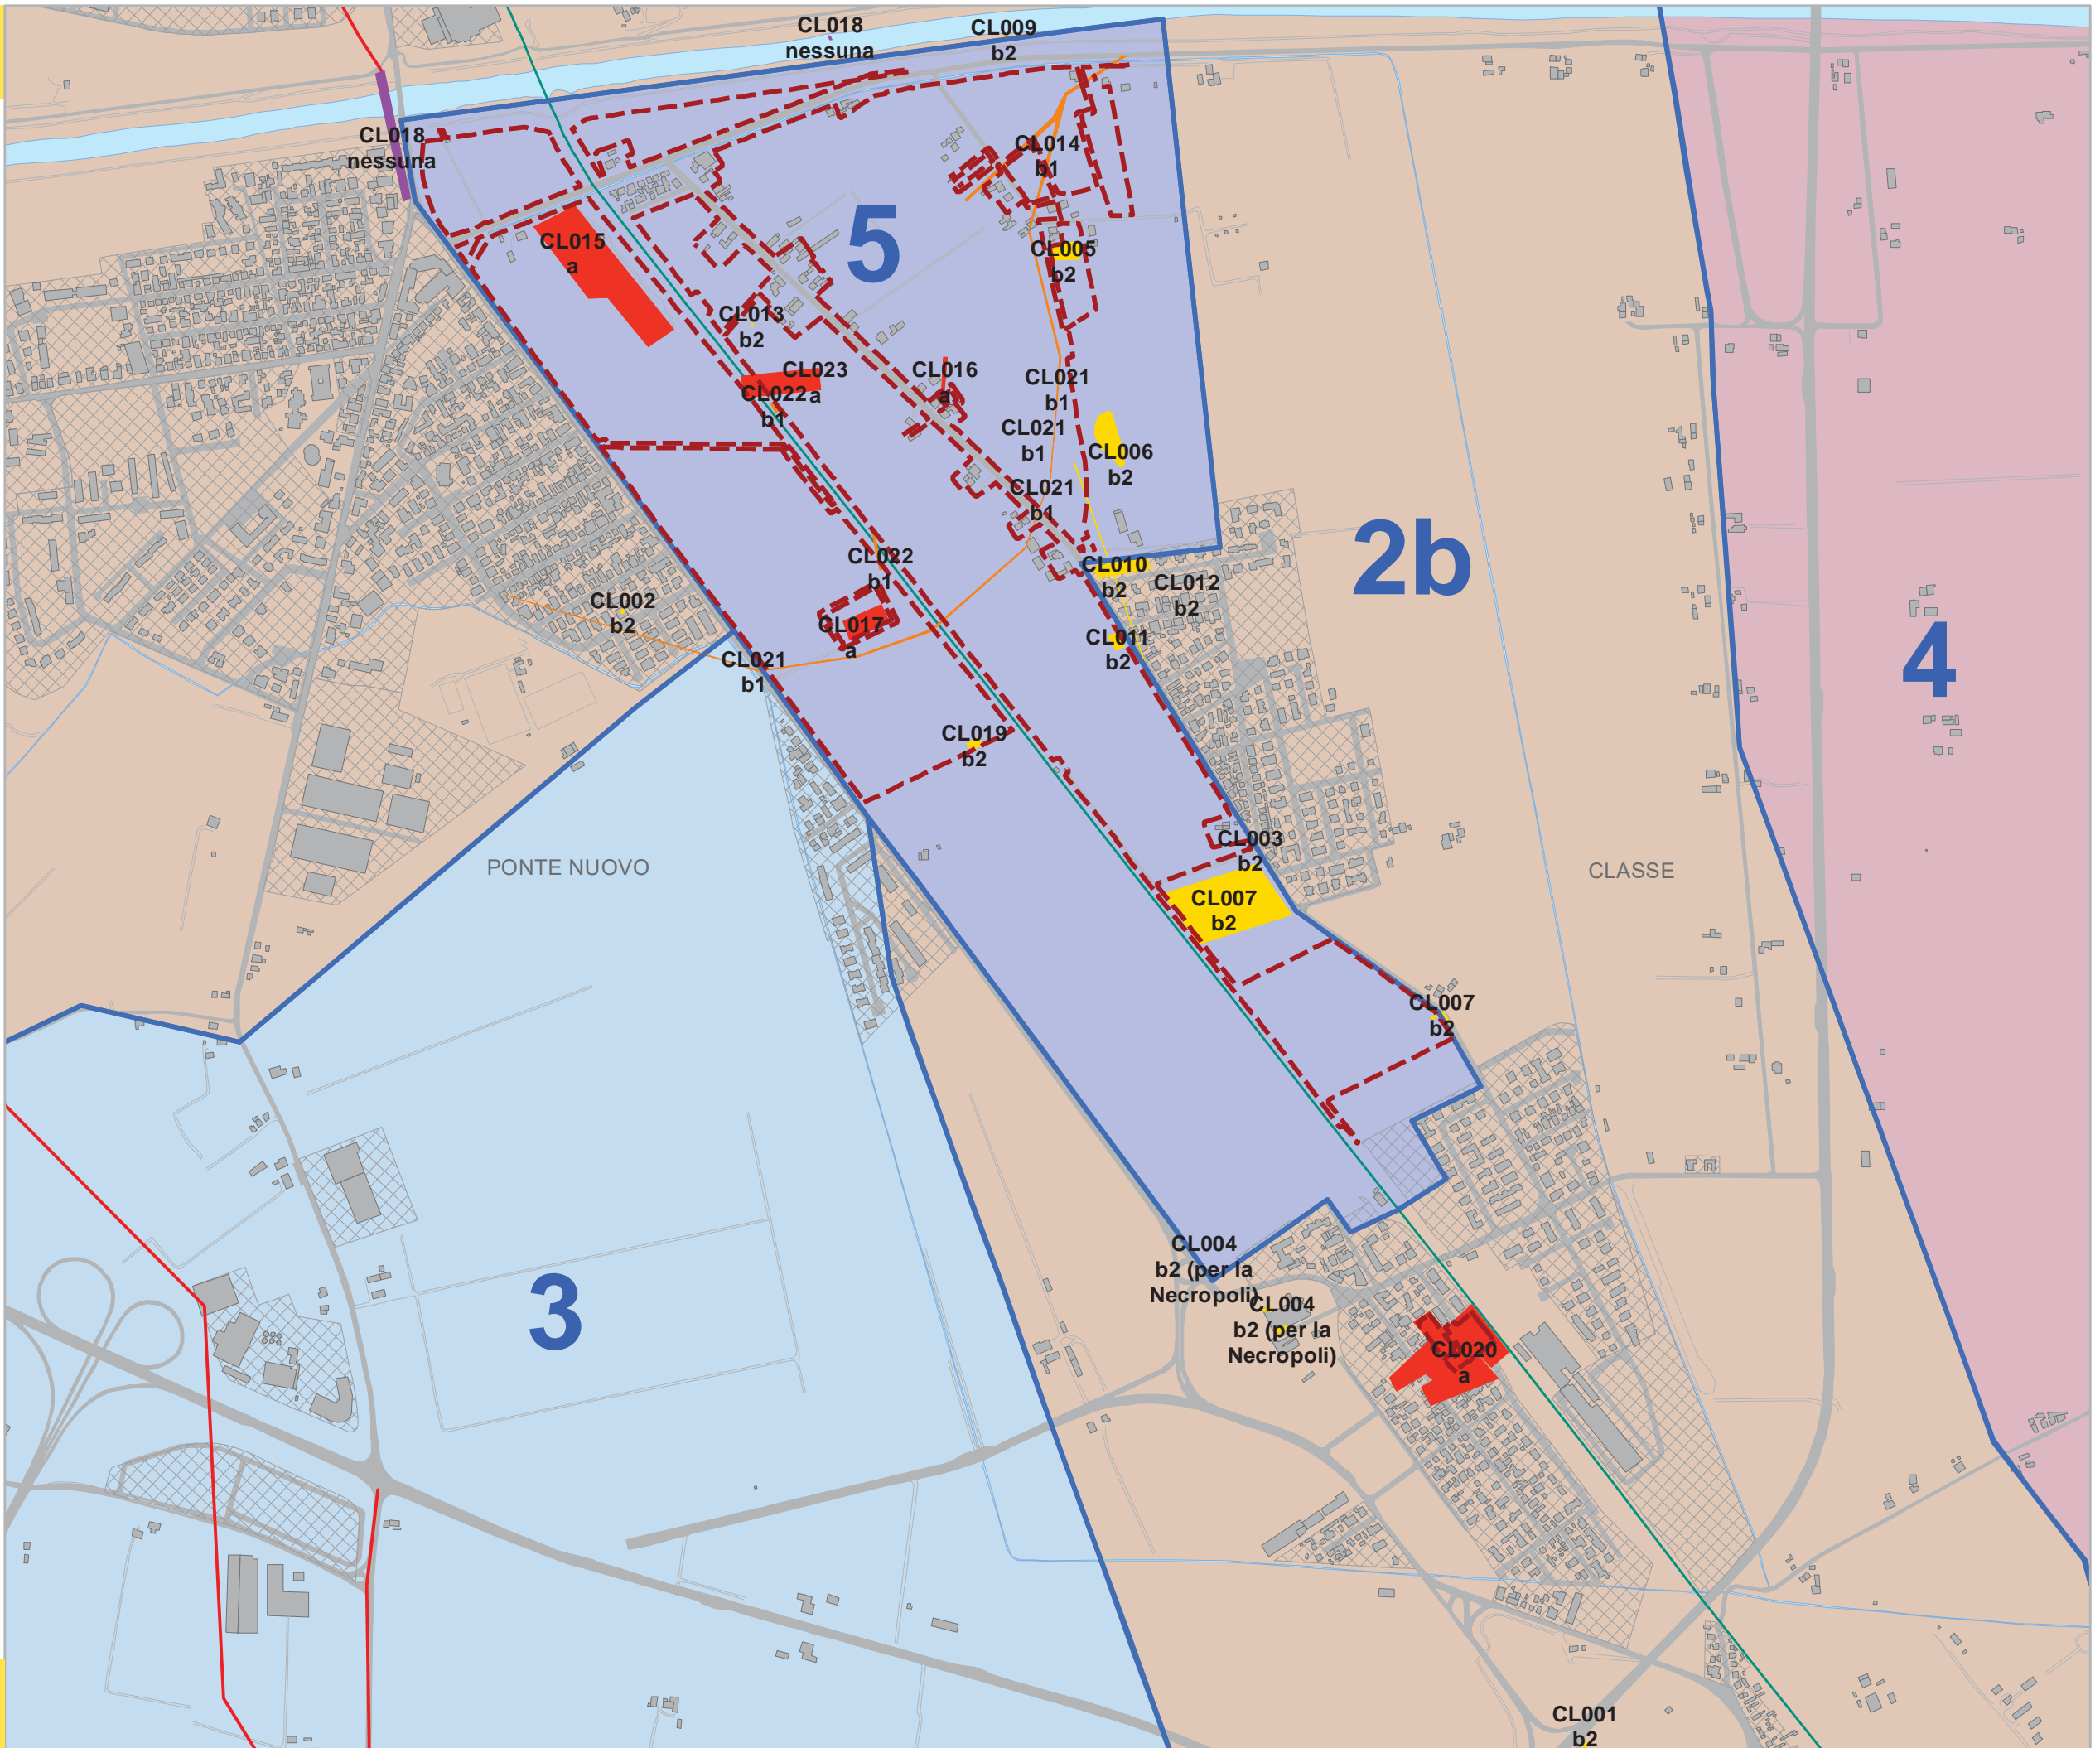 CL018
nessuna
CL009
b2
CL018
nessuna
CL014
b1
5
CL015
a
CL005
b2
CL013
b2
CL023
a
CL022
b1
CL016
a
CL021
b1
CL021
b1
CL006
b2
CL021
b1
2b
CL022
b1
CL010
b2
CL012
b2
CL002
b2
CL017
a
CL011
b2
4
CL021
b1
CL019
b2
CL003
b2
PONTE NUOVO
CLASSE
CL007
b2
CL007
b2
3
CL004
b2 (per la
Necropoli)
CL004
b2 (per la
Necropoli)
CL020
a
CL001
b2